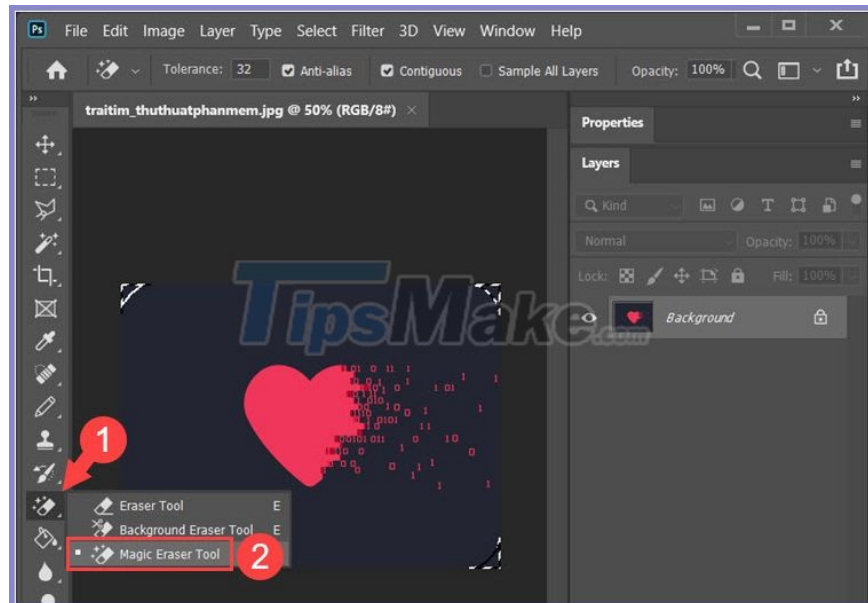 Ps File Edit Image Layer Type Select Filter 3D View Window Help
Tolerance: 32 Anti-alias Contiguous Sample All Layers Opacity: 100%
traitim_thuthuatphanmem.jpg @ 50% (RGB/8#) ×
Properties
Layers
Kind
Normal Opacity: 100%
Lock: Fill: 100%
Background
TipsMake.com
1
Eraser Tool E
Background Eraser Tool E
Magic Eraser Tool 2